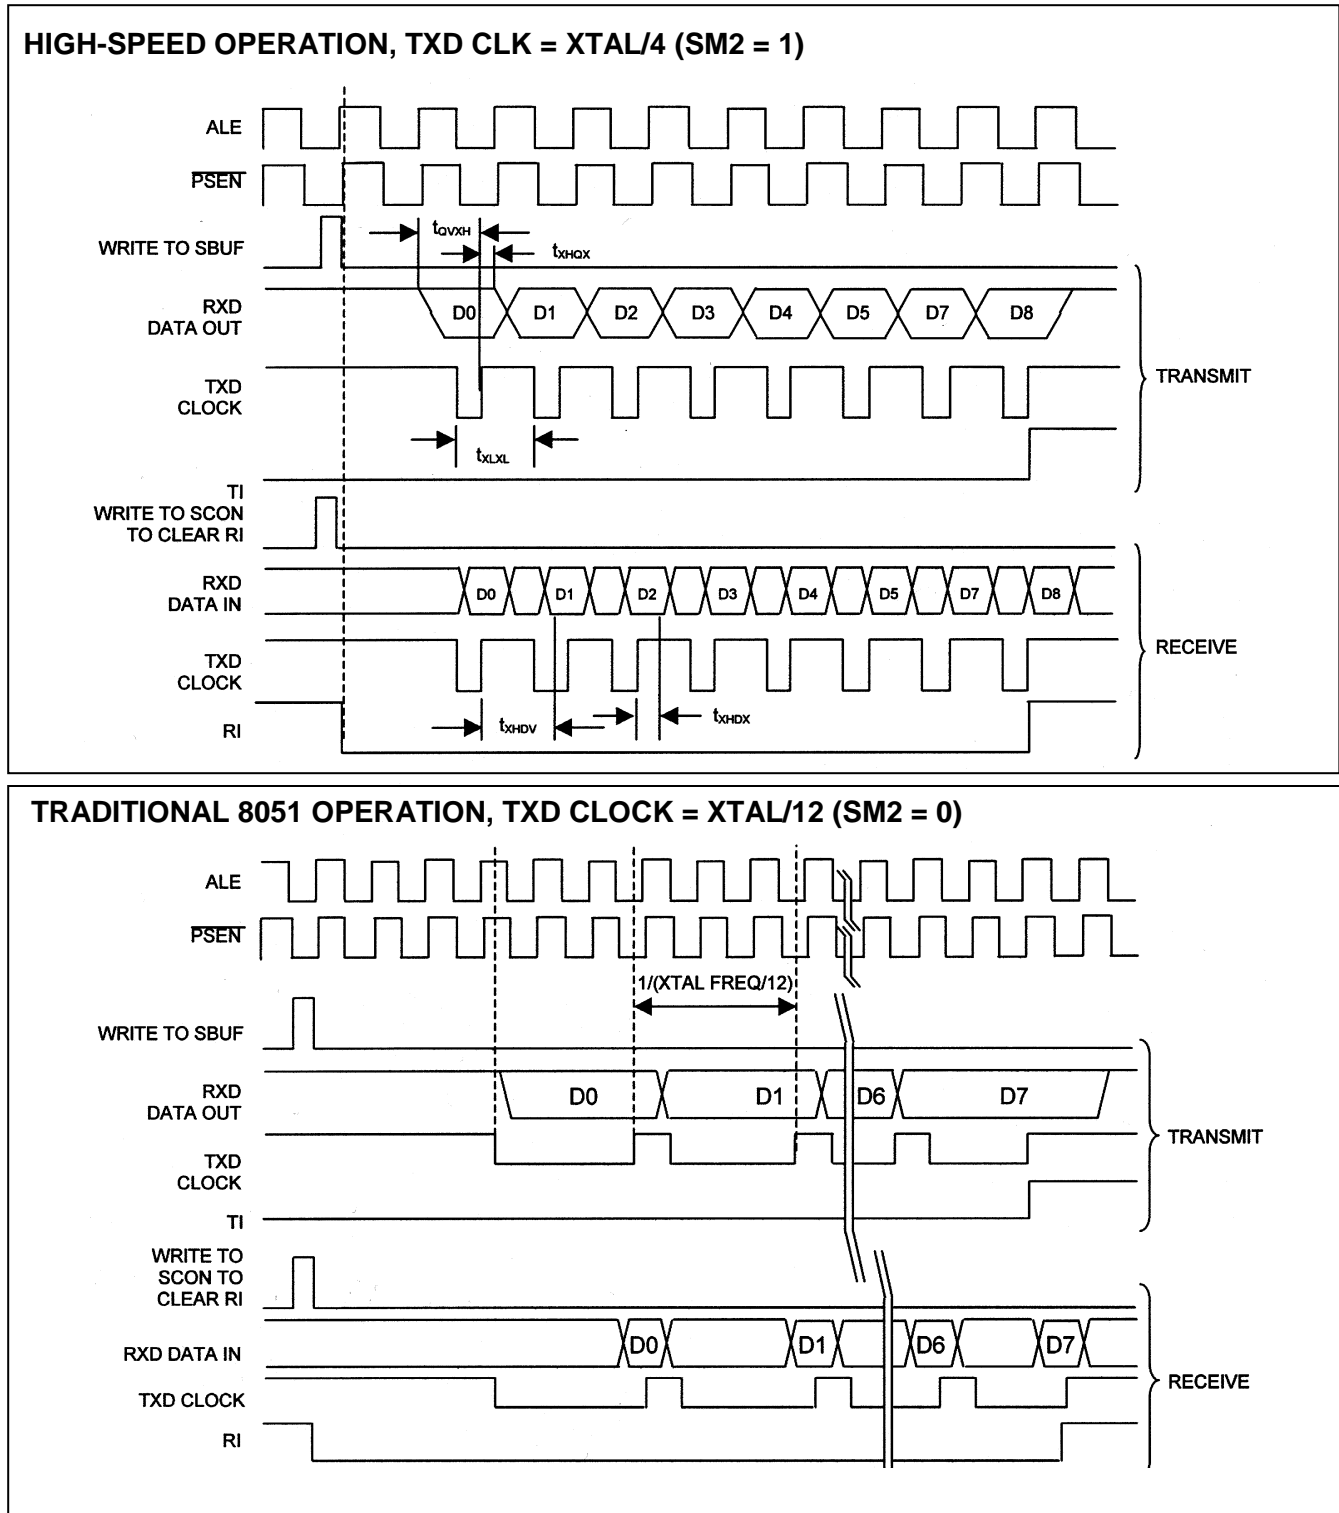 HIGH-SPEED OPERATION, TXD CLK = XTAL/4 (SM2 = 1)
ALE
PSEN
tQVXH
WRITE TO SBUF
tXHQX
RXD
DATA OUT
D0 D1 D2 D3 D4 D5 D7 D8
TXD
CLOCK
TRANSMIT
tXLXL
TI
WRITE TO SCON
TO CLEAR RI
RXD
DATA IN
D0 D1 D2 D3 D4 D5 D7 D8
TXD
CLOCK
RECEIVE
tXHDV
tXHDX
RI
TRADITIONAL 8051 OPERATION, TXD CLOCK = XTAL/12 (SM2 = 0)
ALE
PSEN
1/(XTAL FREQ/12)
WRITE TO SBUF
RXD
DATA OUT
D0 D1 D6 D7
TXD
CLOCK
TRANSMIT
TI
WRITE TO
SCON TO
CLEAR RI
RXD DATA IN
D0 D1 D6 D7
TXD CLOCK
RECEIVE
RI